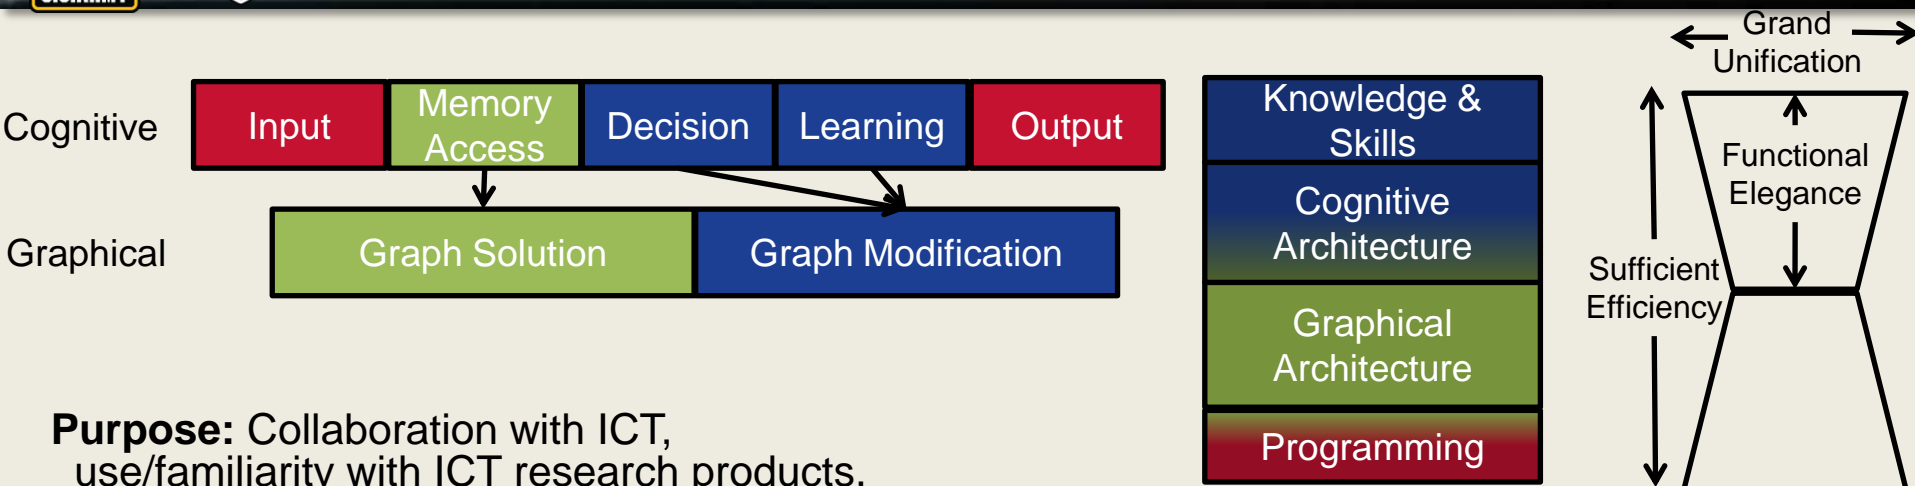 Grand
Unification
Cognitive
Input
Memory
Access
Decision
Learning
Output
Knowledge &
Skills
Functional
Elegance
Cognitive
Architecture
Graphical
Graph Solution
Graph Modification
Sufficient
Efficiency
Graphical
Architecture
Purpose: Collaboration with ICT,
use/familiarity with ICT research products.
Programming